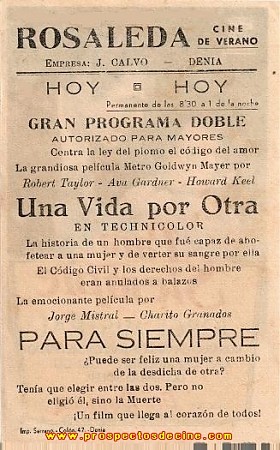 ROSALEDA CINE DE VERANO
EMPRESA: J. CALVO - DENIA
HOY HOY
Permanente de las 8'30 a 1 de la noche
GRAN PROGRAMA DOBLE
AUTORIZADO PARA MAYORES
Contra la ley del plomo el código del amor
La grandiosa película Metro Goldwyn Mayer por
Robert Taylor - Ava Gardner - Howard Keel
Una Vida por Otra
EN TECHNICOLOR
La historia de un hombre que fué capaz de abo-
fetear a una mujer y de verter su sangre por ella
El Código Civil y los derechos del hombre
eran anulados a balazos
La emocionante película por
Jorge Mistral - Charito Granados
PARA SIEMPRE
¿Puede ser feliz una mujer a cambio
de la desdicha de otra?
Tenía que elegir entre las dos. Pero no
eligió él, sino la Muerte
¡Un film que llega al corazón de todos!
Imp. Serrano.- Colón, 47.- Denia
www.prospectosdecine.com